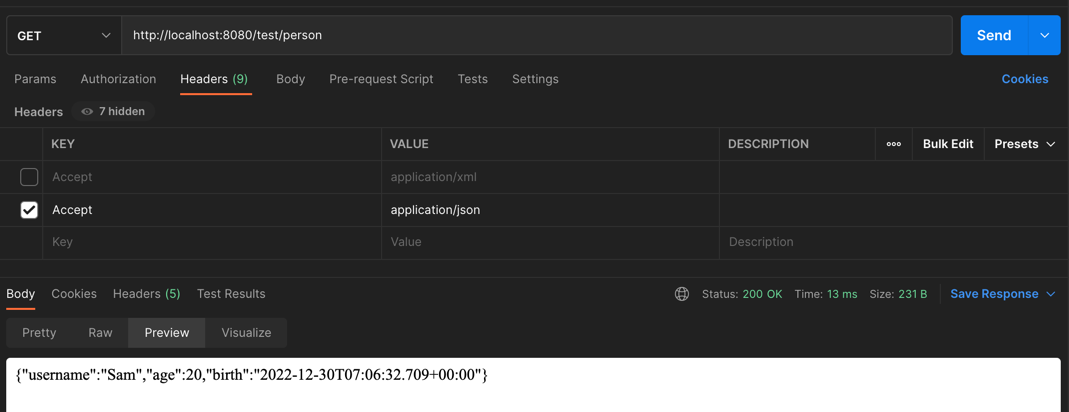 GET http://localhost:8080/test/person Send
Params Authorization Headers (9) Body Pre-request Script Tests Settings Cookies
Headers 7 hidden
KEY VALUE DESCRIPTION ooo Bulk Edit Presets
Accept application/xml
Accept application/json
Key Value Description
Body Cookies Headers (5) Test Results Status: 200 OK Time: 13 ms Size: 231 B Save Response
Pretty Raw Preview Visualize
{"username":"Sam","age":20,"birth":"2022-12-30T07:06:32.709+00:00"}